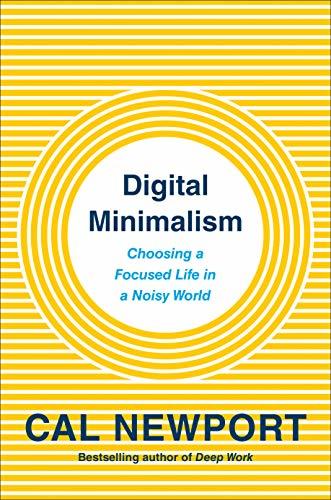 Digital
Minimalism
Choosing a
Focused Life in
a Noisy World
CAL NEWPORT
Bestselling author of Deep Work